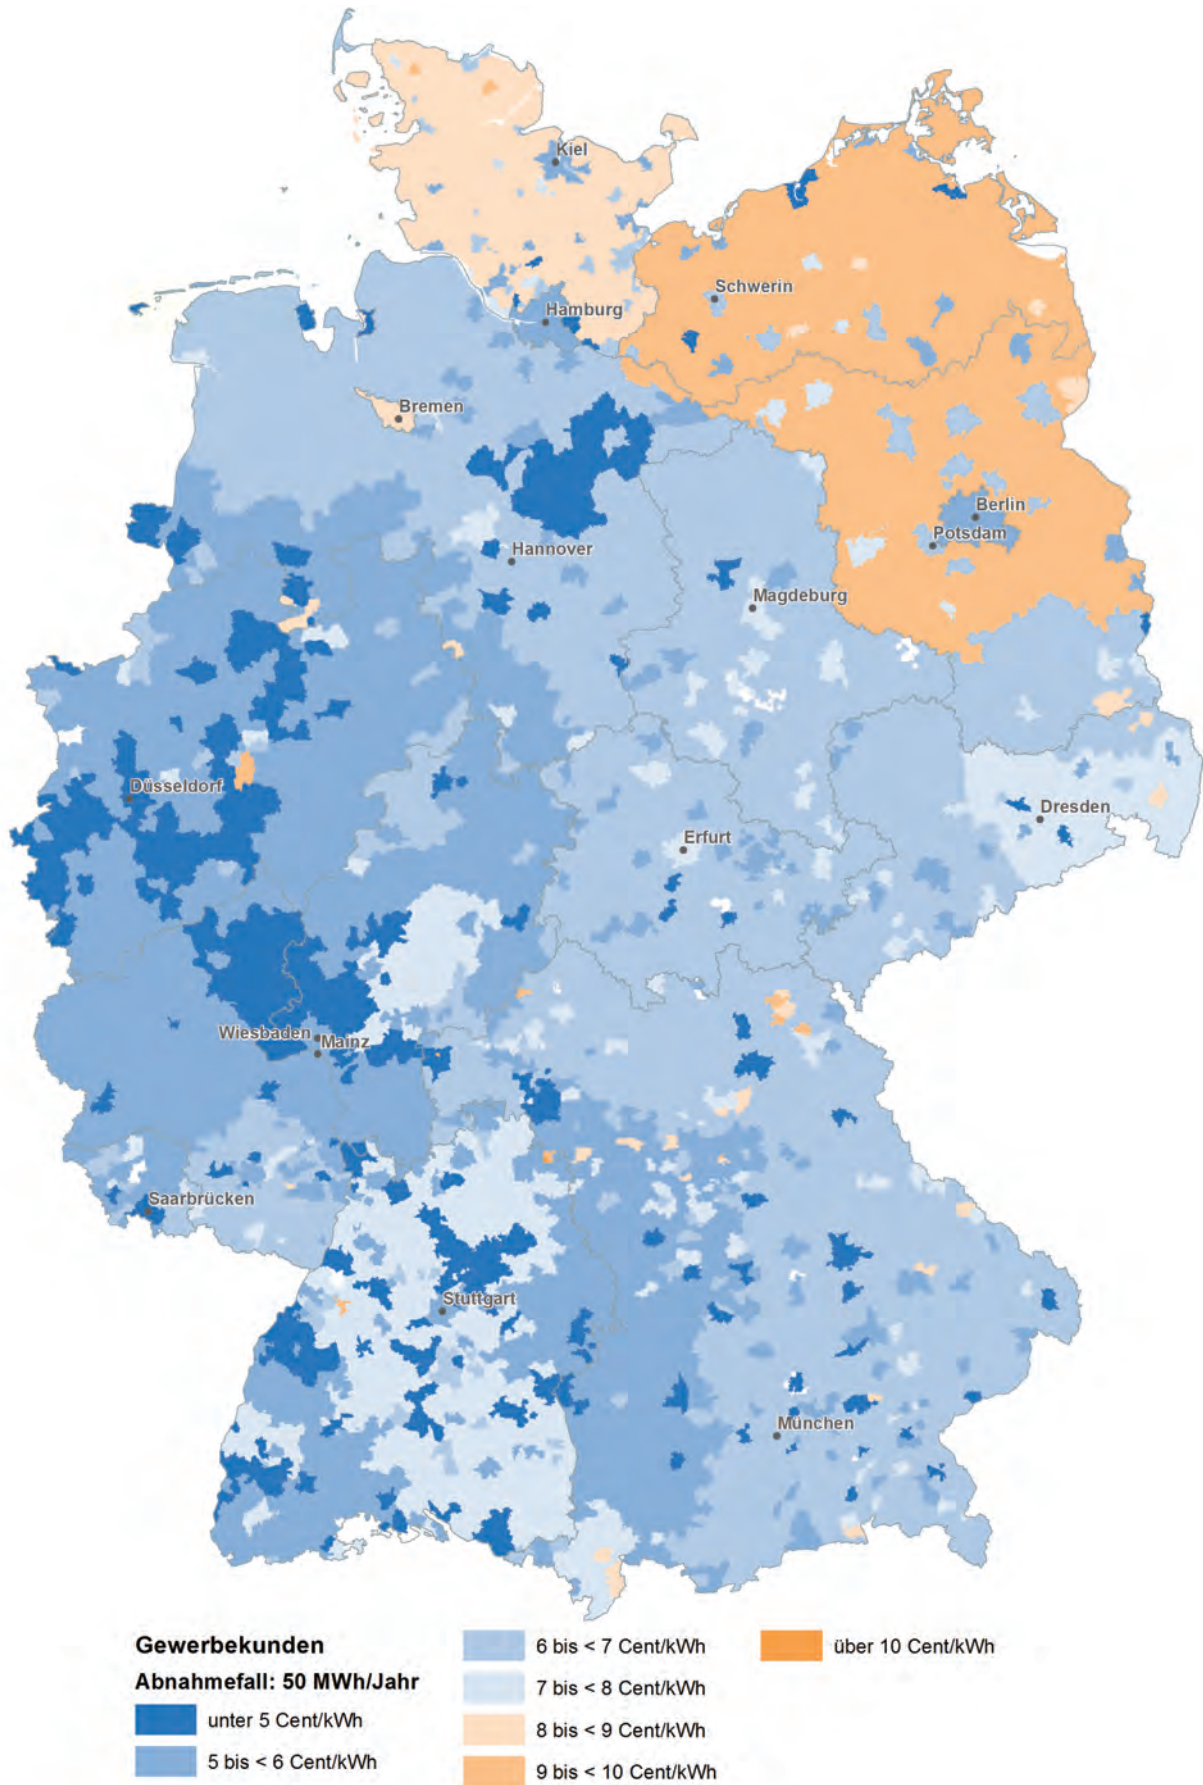 Kiel
Schwerin
Hamburg
Bremen
Berlin
Potsdam
Hannover
Magdeburg
Düsseldorf
Dresden
Erfurt
Wiesbaden
Mainz
Saarbrücken
Stuttgart
München
Gewerbekunden
Abnahmefall: 50 MWh/Jahr
unter 5 Cent/kWh
5 bis < 6 Cent/kWh
6 bis < 7 Cent/kWh
7 bis < 8 Cent/kWh
8 bis < 9 Cent/kWh
9 bis < 10 Cent/kWh
über 10 Cent/kWh